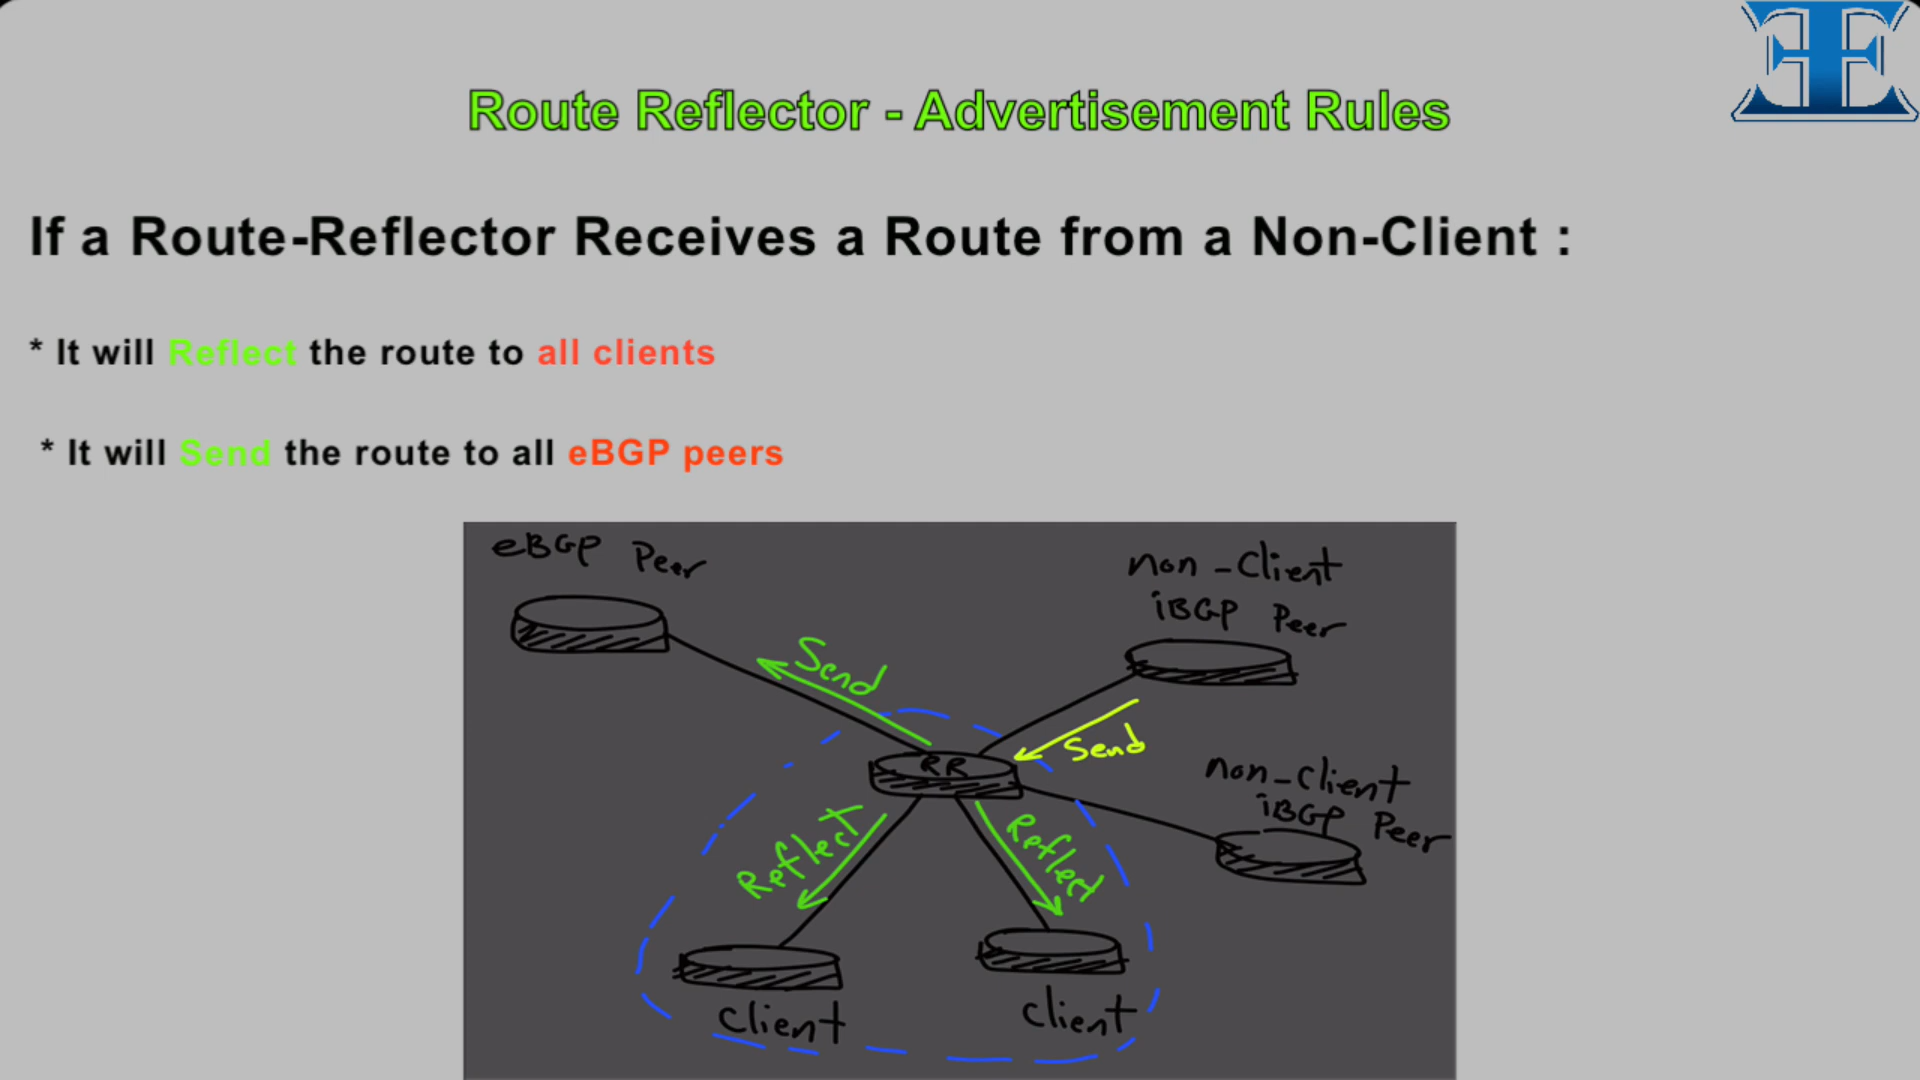 Route Reflector - Advertisement Rules
If a Route-Reflector Receives a Route from a Non-Client :
* It will Reflect the route to all clients
* It will Send the route to all eBGP peers
eBGP Peer
non-Client
iBGP Peer
Send
Send
RR
non-client
iBGP Peer
Reflect
Reflect
Client
Client